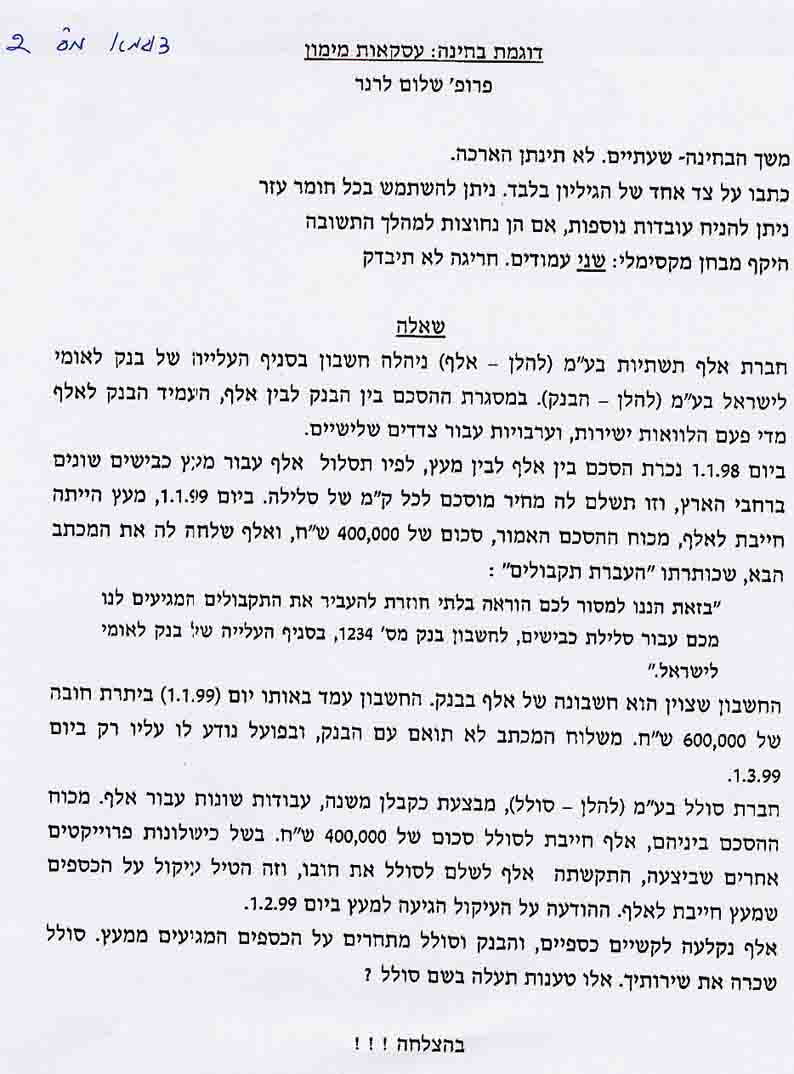 דוגמא מס' 2
דוגמת בחינה: עסקאות מימון
פרופ' שלום לרנר
משך הבחינה- שעתיים. לא תינתן הארכה.
כתבו על צד אחד של הגיליון בלבד. ניתן להשתמש בכל חומר עזר
ניתן להניח עובדות נוספות, אם הן נחוצות למהלך התשובה
היקף מבחן מקסימלי: שני עמודים. חריגה לא תיבדק
שאלה
חברת אלף תשתיות בע"מ (להלן – אלף) ניהלה חשבון בסניף העלייה של בנק לאומי
לישראל בע"מ (להלן – הבנק). במסגרת ההסכם בין הבנק לבין אלף, העמיד הבנק לאלף
מדי פעם הלוואות ישירות, וערבויות עבור צדדים שלישיים.
ביום 1.1.98 נכרת הסכם בין אלף לבין מעץ, לפיו תסלול אלף עבור מעץ כבישים שונים
ברחבי הארץ, וזו תשלם לה מחיר מוסכם לכל ק"מ של סלילה. ביום 1.1.99, מעץ הייתה
חייבת לאלף, מכוח ההסכם האמור, סכום של 400,000 ש"ח, ואלף שלחה לה את המכתב
הבא, שכותרתו "העברת תקבולים" :
"בזאת הננו למסור לכם הוראה בלתי חוזרת להעביר את התקבולים המגיעים לנו
מכם עבור סלילת כבישים, לחשבון בנק מס' 1234, בסניף העלייה של בנק לאומי
לישראל."
החשבון שצוין הוא חשבונה של אלף בבנק. החשבון עמד באותו יום (1.1.99) ביתרת חובה
של 600,000 ש"ח. משלוח המכתב לא תואם עם הבנק, ובפועל נודע לו עליו רק ביום
1.3.99.
חברת סולל בע"מ (להלן – סולל), מבצעת כקבלן משנה, עבודות שונות עבור אלף. מכוח
ההסכם ביניהם, אלף חייבת לסולל סכום של 400,000 ש"ח. בשל כישלונות פרוייקטים
אחרים שביצעה, התקשתה אלף לשלם לסולל את חובו, וזה הטיל עיקול על הכספים
שמעץ חייבת לאלף. ההודעה על העיקול הגיעה למעץ ביום 1.2.99.
אלף נקלעה לקשיים כספיים, והבנק וסולל מתחרים על הכספים המגיעים ממעץ. סולל
שכרה את שירותיך. אלו טענות תעלה בשם סולל ?
בהצלחה ! ! !